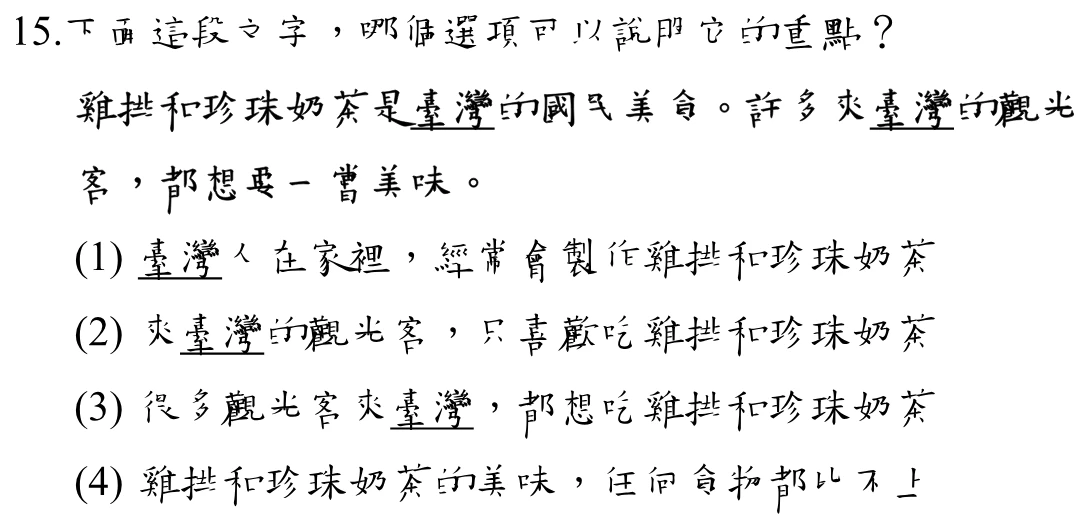 15.下面這段文字，哪個選項可以說明它的重點？
雞排和珍珠奶茶是臺灣的國民美食。許多來臺灣的觀光
客，都想要一嘗美味。
(1) 臺灣人在家裡，經常會製作雞排和珍珠奶茶
(2) 來臺灣的觀光客，只喜歡吃雞排和珍珠奶茶
(3) 很多觀光客來臺灣，都想吃雞排和珍珠奶茶
(4) 雞排和珍珠奶茶的美味，任何食物都比不上